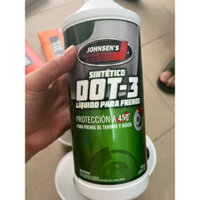 JOHNSEN'S
SINTÉTICO
DOT-3
LÍQUIDO PARA FRENOS
PROTECCIÓN A 450°
PARA FRENOS DE TAMBOR Y DISCO